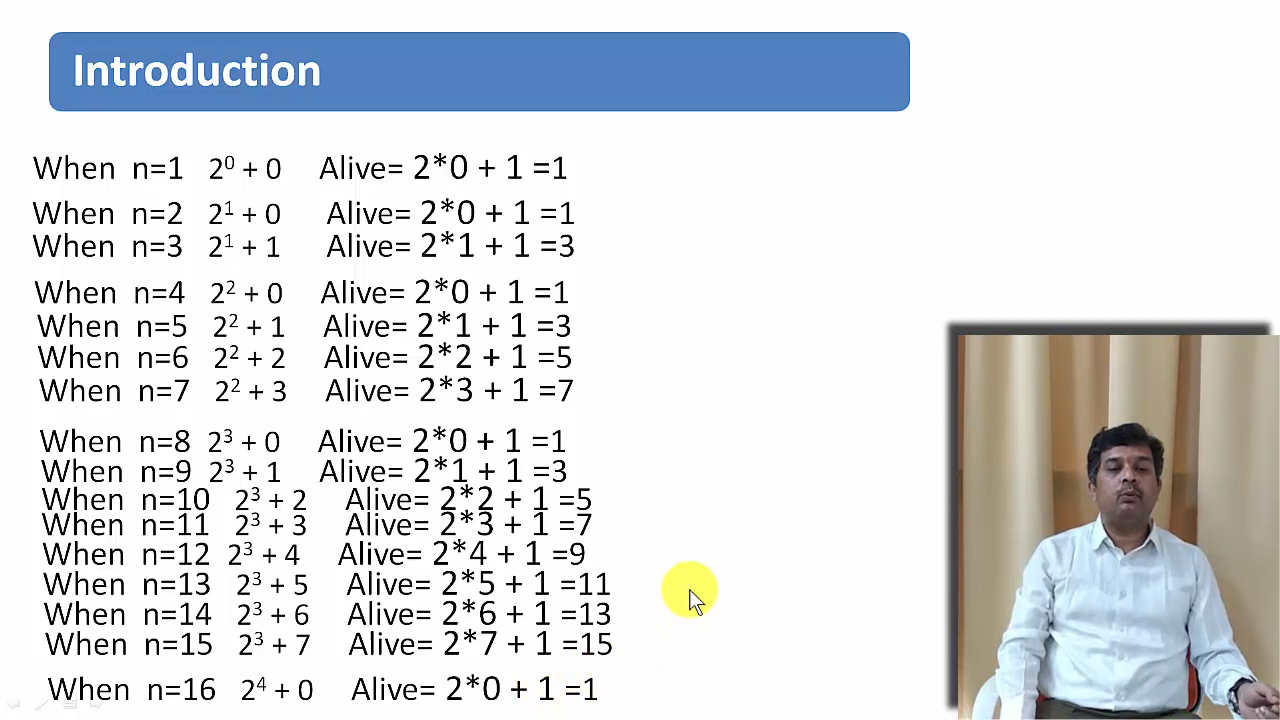 Introduction
When n=1 2⁰ + 0 Alive= 2*0 + 1 =1
When n=2 2¹ + 0 Alive= 2*0 + 1 =1
When n=3 2¹ + 1 Alive= 2*1 + 1 =3
When n=4 2² + 0 Alive= 2*0 + 1 =1
When n=5 2² + 1 Alive= 2*1 + 1 =3
When n=6 2² + 2 Alive= 2*2 + 1 =5
When n=7 2² + 3 Alive= 2*3 + 1 =7
When n=8 2³ + 0 Alive= 2*0 + 1 =1
When n=9 2³ + 1 Alive= 2*1 + 1 =3
When n=10 2³ + 2 Alive= 2*2 + 1 =5
When n=11 2³ + 3 Alive= 2*3 + 1 =7
When n=12 2³ + 4 Alive= 2*4 + 1 =9
When n=13 2³ + 5 Alive= 2*5 + 1 =11
When n=14 2³ + 6 Alive= 2*6 + 1 =13
When n=15 2³ + 7 Alive= 2*7 + 1 =15
When n=16 2⁴ + 0 Alive= 2*0 + 1 =1